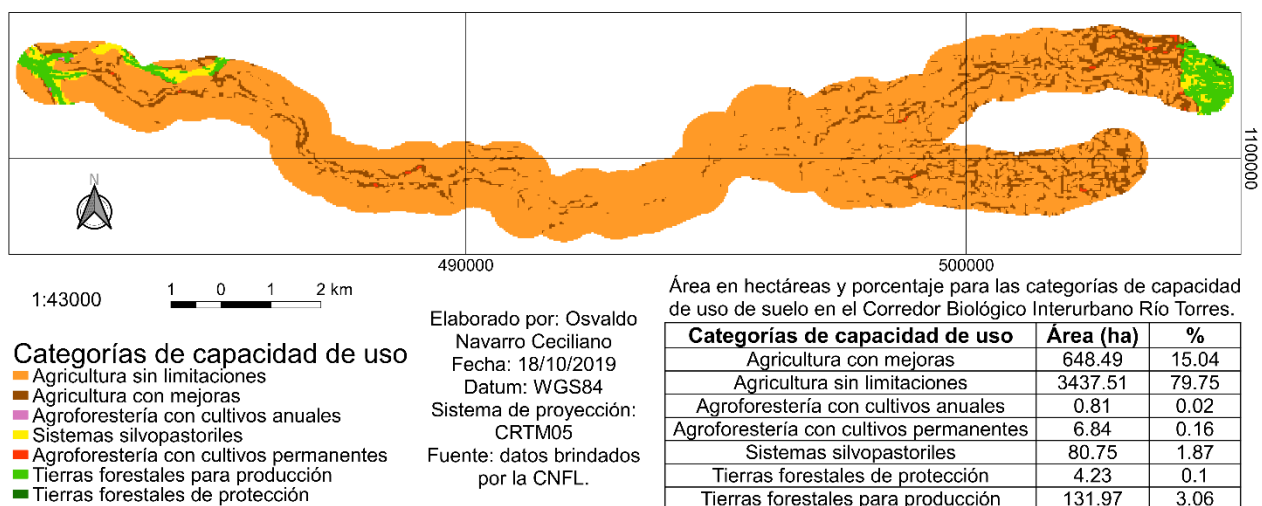 N
1100000
490000
500000
1:43000
1 0 1 2 km
Categorías de capacidad de uso
Agricultura sin limitaciones
Agricultura con mejoras
Agroforestería con cultivos anuales
Sistemas silvopastoriles
Agroforestería con cultivos permanentes
Tierras forestales para producción
Tierras forestales de protección
Elaborado por: Osvaldo
Navarro Ceciliano
Fecha: 18/10/2019
Datum: WGS84
Sistema de proyección:
CRTM05
Fuente: datos brindados
por la CNFL.
Área en hectáreas y porcentaje para las categorías de capacidad
de uso de suelo en el Corredor Biológico Interurbano Río Torres.
Categorías de capacidad de uso Área (ha) %
Agricultura con mejoras 648.49 15.04
Agricultura sin limitaciones 3437.51 79.75
Agroforestería con cultivos anuales 0.81 0.02
Agroforestería con cultivos permanentes 6.84 0.16
Sistemas silvopastoriles 80.75 1.87
Tierras forestales de protección 4.23 0.1
Tierras forestales para producción 131.97 3.06